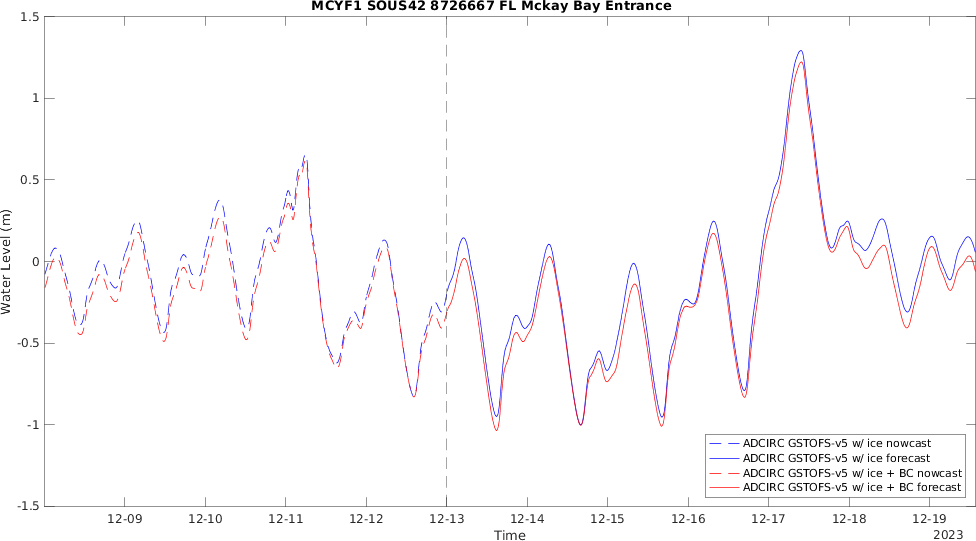 MCYF1 SOUS42 8726667 FL Mckay Bay Entrance
1.5
1
0.5
0
-0.5
-1
-1.5
Water Level (m)
12-09 12-10 12-11 12-12 12-13 12-14 12-15 12-16 12-17 12-18 12-19
Time
2023
ADCIRC GSTOFS-v5 w/ ice nowcast
ADCIRC GSTOFS-v5 w/ ice forecast
ADCIRC GSTOFS-v5 w/ ice + BC nowcast
ADCIRC GSTOFS-v5 w/ ice + BC forecast